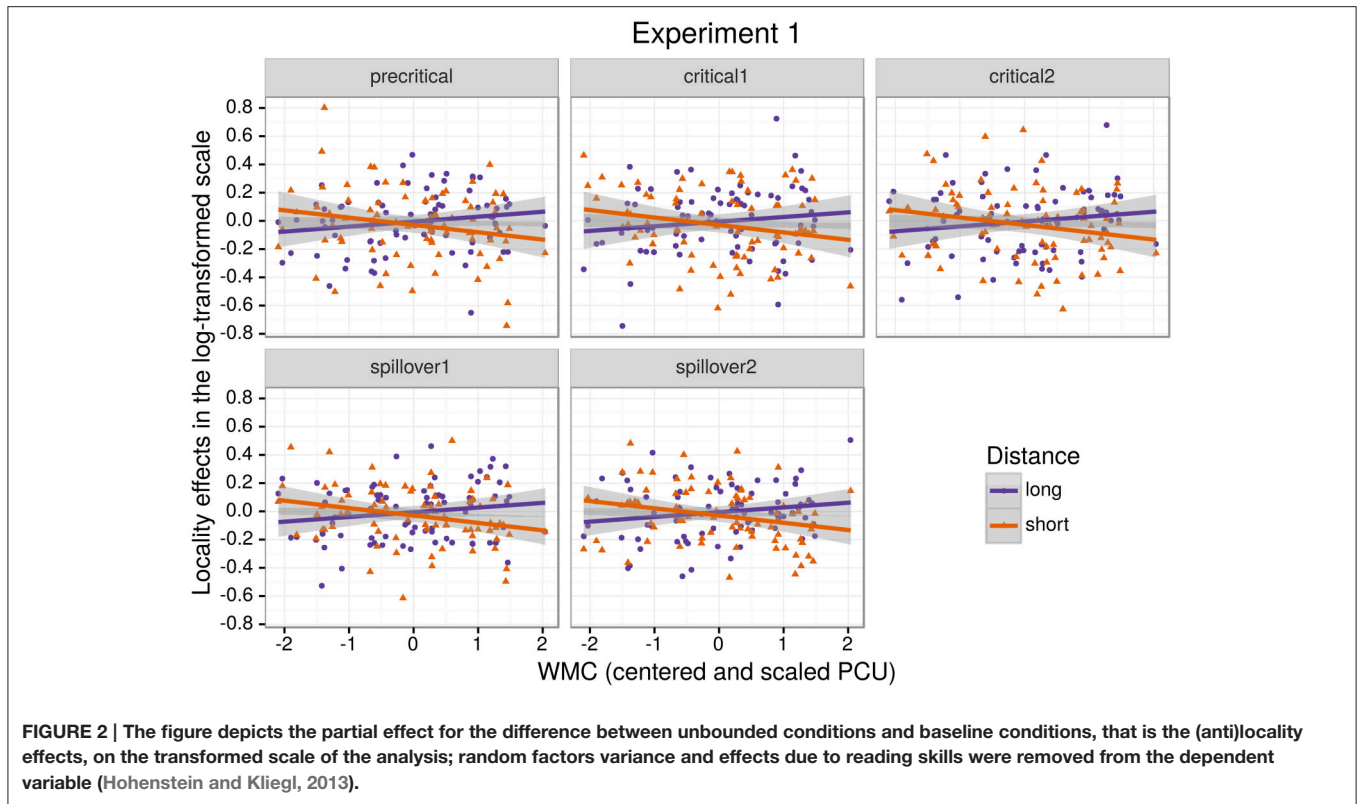 Experiment 1
precritical
critical1
critical2
Locality effects in the log-transformed scale
0.8
0.6
0.4
0.2
0.0
-0.2
-0.4
-0.6
-0.8
spillover1
spillover2
0.8
0.6
0.4
0.2
0.0
-0.2
-0.4
-0.6
-0.8
-2 -1 0 1 2
-2 -1 0 1 2
WMC (centered and scaled PCU)
Distance
long
short
FIGURE 2 | The figure depicts the partial effect for the difference between unbounded conditions and baseline conditions, that is the (anti)locality
effects, on the transformed scale of the analysis; random factors variance and effects due to reading skills were removed from the dependent
variable (Hohenstein and Kliegl, 2013).